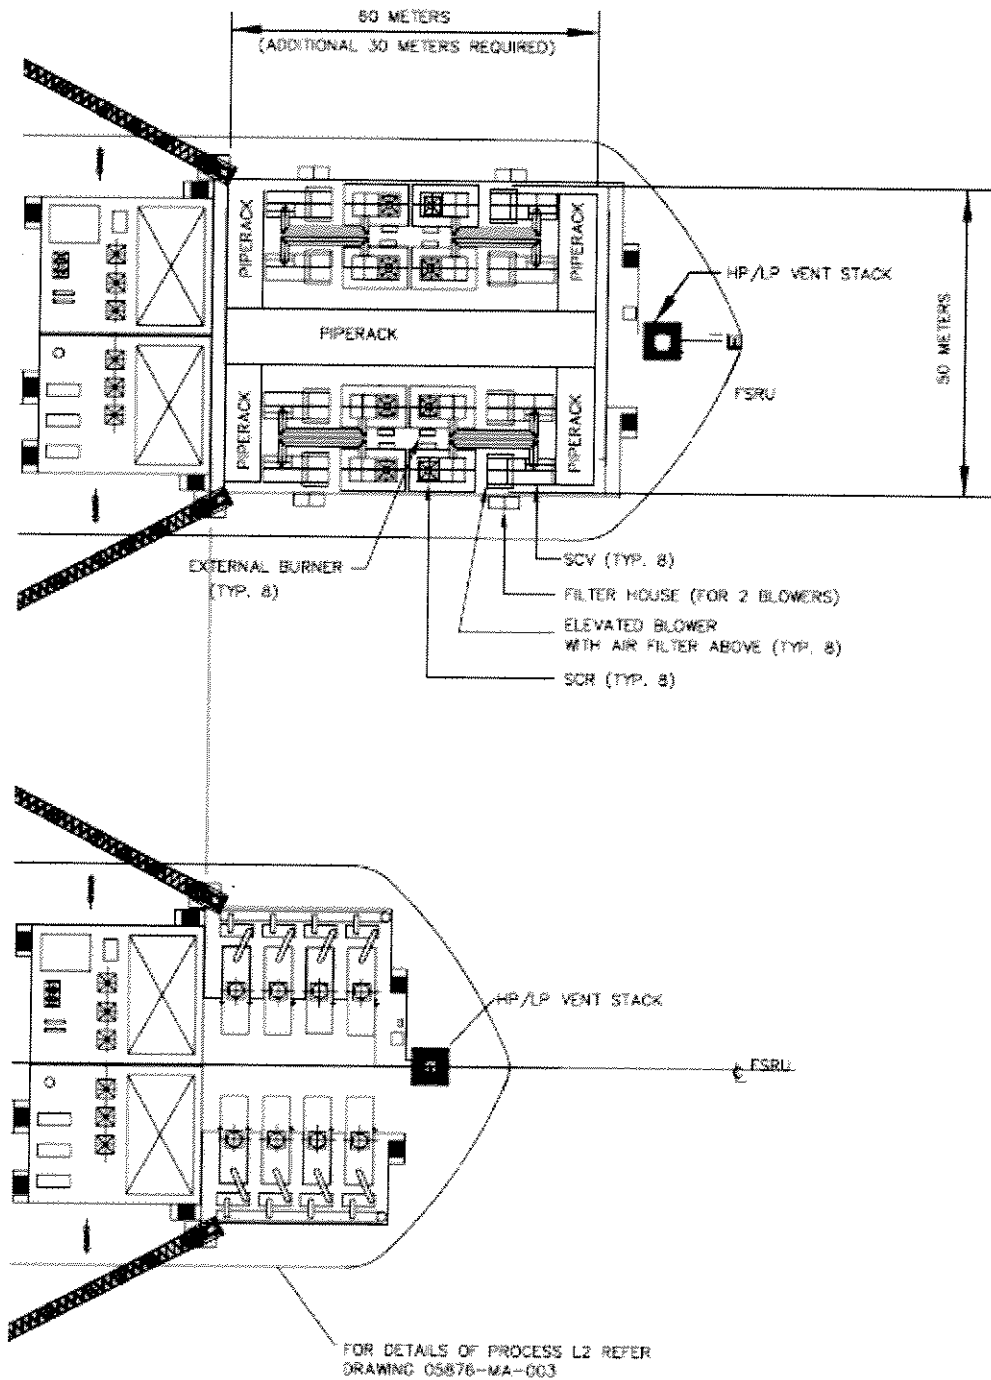 60 METERS
(ADDITIONAL 30 METERS REQUIRED)
PIPERACK
PIPERACK
PIPERACK
PIPERACK
PIPERACK
HP/LP VENT STACK
FSRU
50 METERS
EXTERNAL BURNER
(TYP. 8)
SCV (TYP. 8)
FILTER HOUSE (FOR 2 BLOWERS)
ELEVATED BLOWER
WITH AIR FILTER ABOVE (TYP. 8)
SCR (TYP. 8)
HP/LP VENT STACK
℄ FSRU
FOR DETAILS OF PROCESS L2 REFER
DRAWING 05876-MA-003